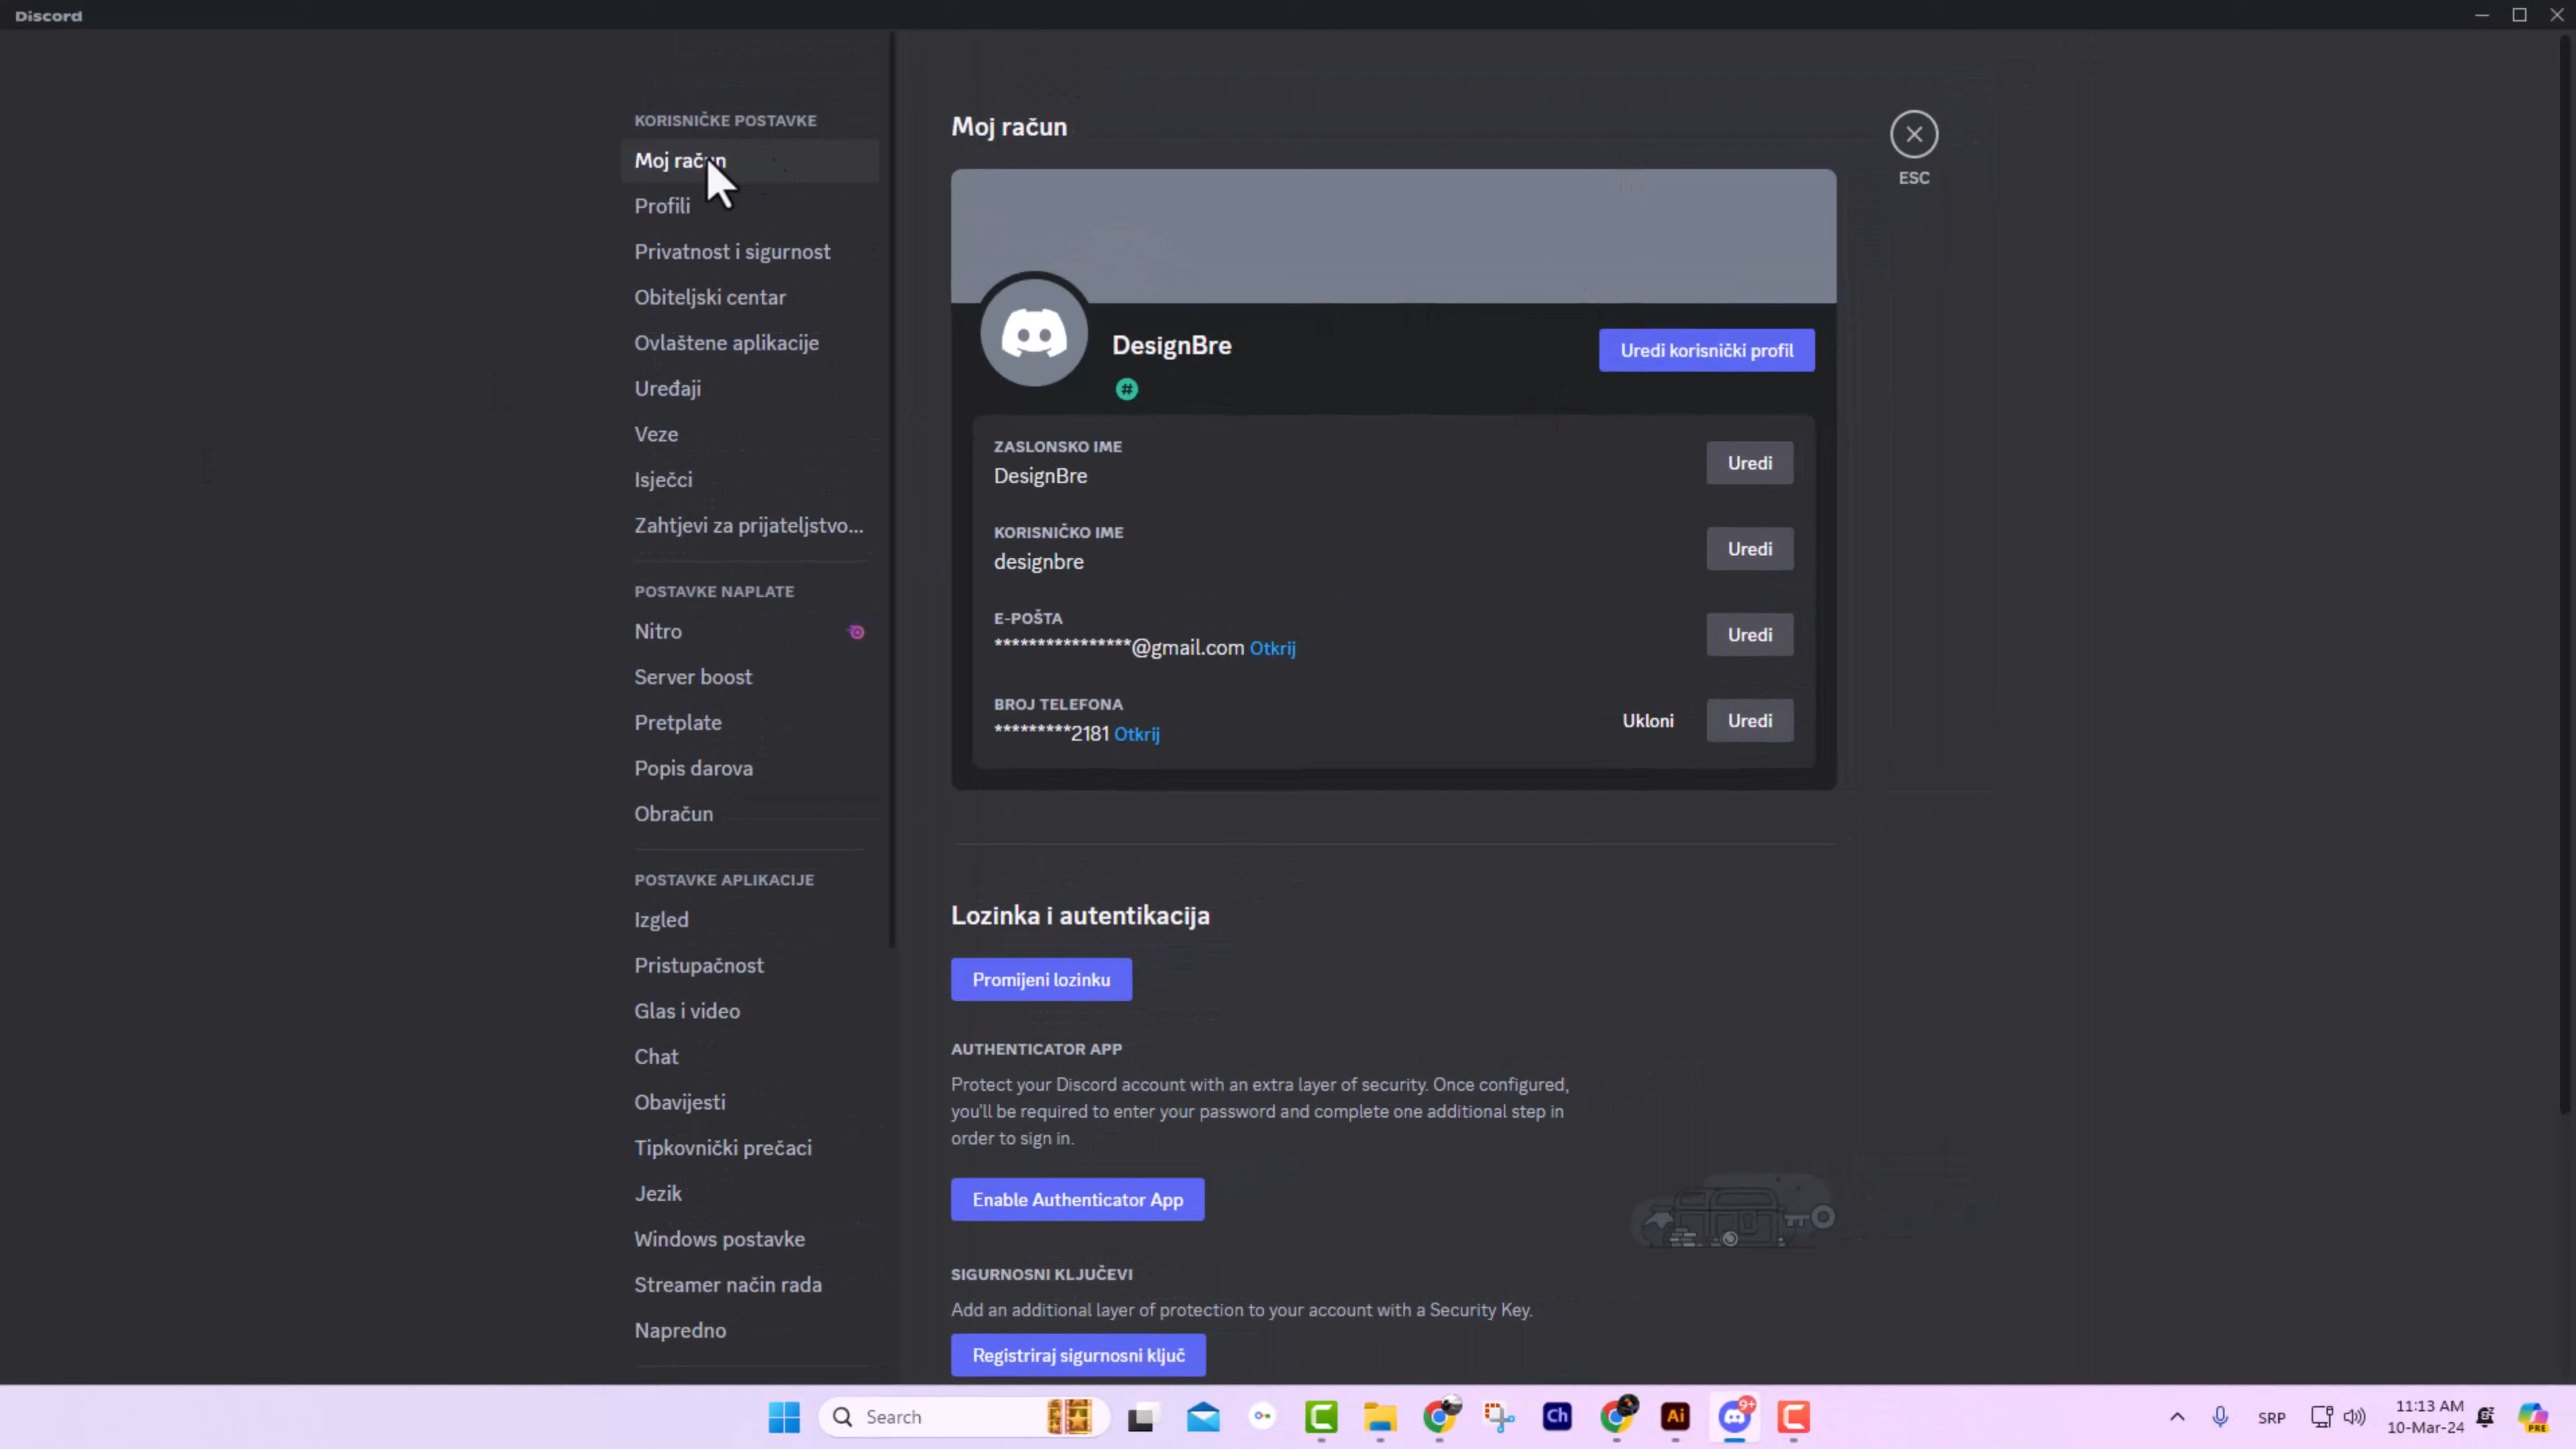 Discord
KORISNIČKE POSTAVKE
Moj račun
Profili
Privatnost i sigurnost
Obiteljski centar
Ovlaštene aplikacije
Uređaji
Veze
Isječci
Zahtjevi za prijateljstvo...
POSTAVKE NAPLATE
Nitro
Server boost
Pretplate
Popis darova
Obračun
POSTAVKE APLIKACIJE
Izgled
Pristupačnost
Glas i video
Chat
Obavijesti
Tipkovnički prečaci
Jezik
Windows postavke
Streamer način rada
Napredno
Moj račun
ESC
DesignBre
Uredi korisnički profil
#
ZASLONSKO IME
DesignBre
Uredi
KORISNIČKO IME
designbre
Uredi
E-POŠTA
****************@gmail.com Otkrij
Uredi
BROJ TELEFONA
*********2181 Otkrij
Ukloni
Uredi
Lozinka i autentikacija
Promijeni lozinku
AUTHENTICATOR APP
Protect your Discord account with an extra layer of security. Once configured,
you'll be required to enter your password and complete one additional step in
order to sign in.
Enable Authenticator App
SIGURNOSNI KLJUČEVI
Add an additional layer of protection to your account with a Security Key.
Registriraj sigurnosni ključ
Search
Ch
Ai
9+
SRP
11:13 AM
10-Mar-24
PRE